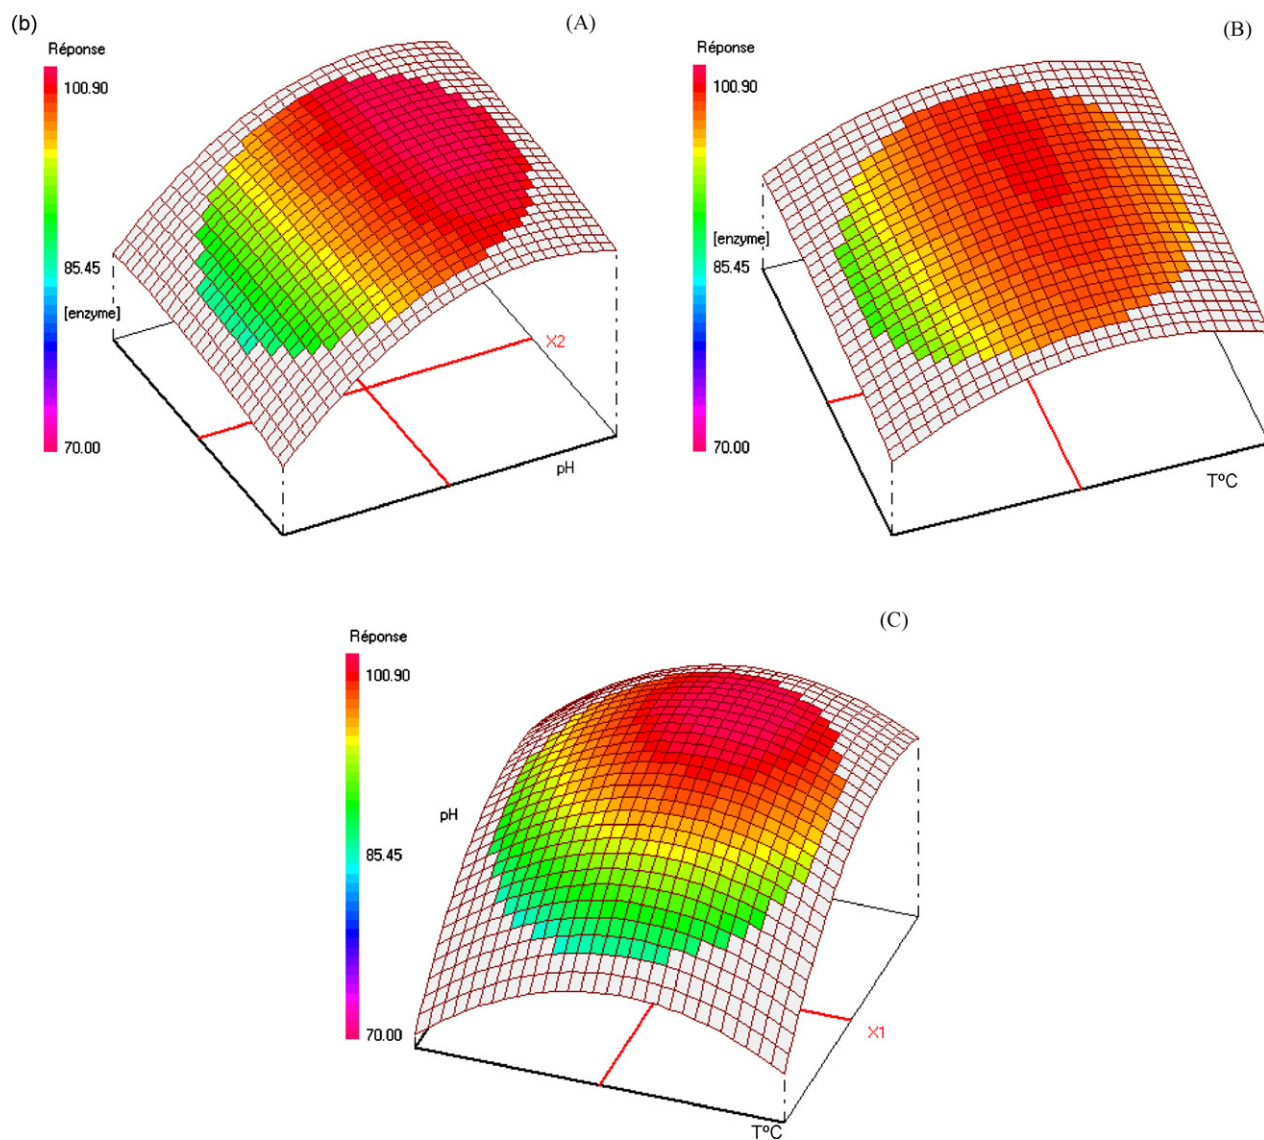 (b)
(A)
Réponse
100.90
85.45
[enzyme]
70.00
X2
pH
(B)
100.90
[enzyme]
85.45
70.00
TºC
(C)
Réponse
100.90
pH
85.45
70.00
X1
TºC